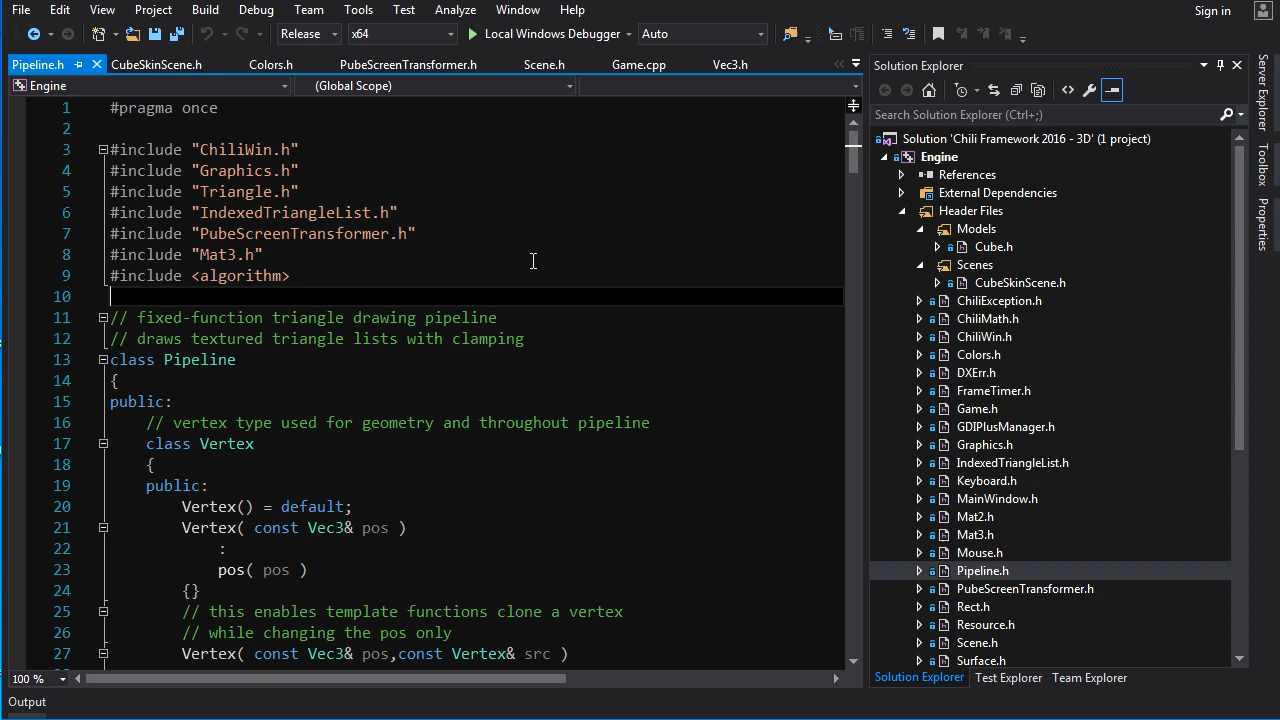 File Edit View Project Build Debug Team Tools Test Analyze Window Help
Sign in
Release x64 Local Windows Debugger Auto
Pipeline.h CubeSkinScene.h Colors.h PubeScreenTransformer.h Scene.h Game.cpp Vec3.h
Engine (Global Scope)
1 #pragma once
2
3 #include "ChiliWin.h"
4 #include "Graphics.h"
5 #include "Triangle.h"
6 #include "IndexedTriangleList.h"
7 #include "PubeScreenTransformer.h"
8 #include "Mat3.h"
9 #include <algorithm>
10
11 // fixed-function triangle drawing pipeline
12 // draws textured triangle lists with clamping
13 class Pipeline
14 {
15 public:
16 // vertex type used for geometry and throughout pipeline
17 class Vertex
18 {
19 public:
20 Vertex() = default;
21 Vertex( const Vec3& pos )
22 :
23 pos( pos )
24 {}
25 // this enables template functions clone a vertex
26 // while changing the pos only
27 Vertex( const Vec3& pos,const Vertex& src )
100 %
Output
Solution Explorer
Search Solution Explorer (Ctrl+;)
Solution 'Chili Framework 2016 - 3D' (1 project)
Engine
References
External Dependencies
Header Files
Models
Cube.h
Scenes
CubeSkinScene.h
ChiliException.h
ChiliMath.h
ChiliWin.h
Colors.h
DXErr.h
FrameTimer.h
Game.h
GDIPlusManager.h
Graphics.h
IndexedTriangleList.h
Keyboard.h
MainWindow.h
Mat2.h
Mat3.h
Mouse.h
Pipeline.h
PubeScreenTransformer.h
Rect.h
Resource.h
Scene.h
Surface.h
Solution Explorer Test Explorer Team Explorer
Server Explorer
Toolbox
Properties